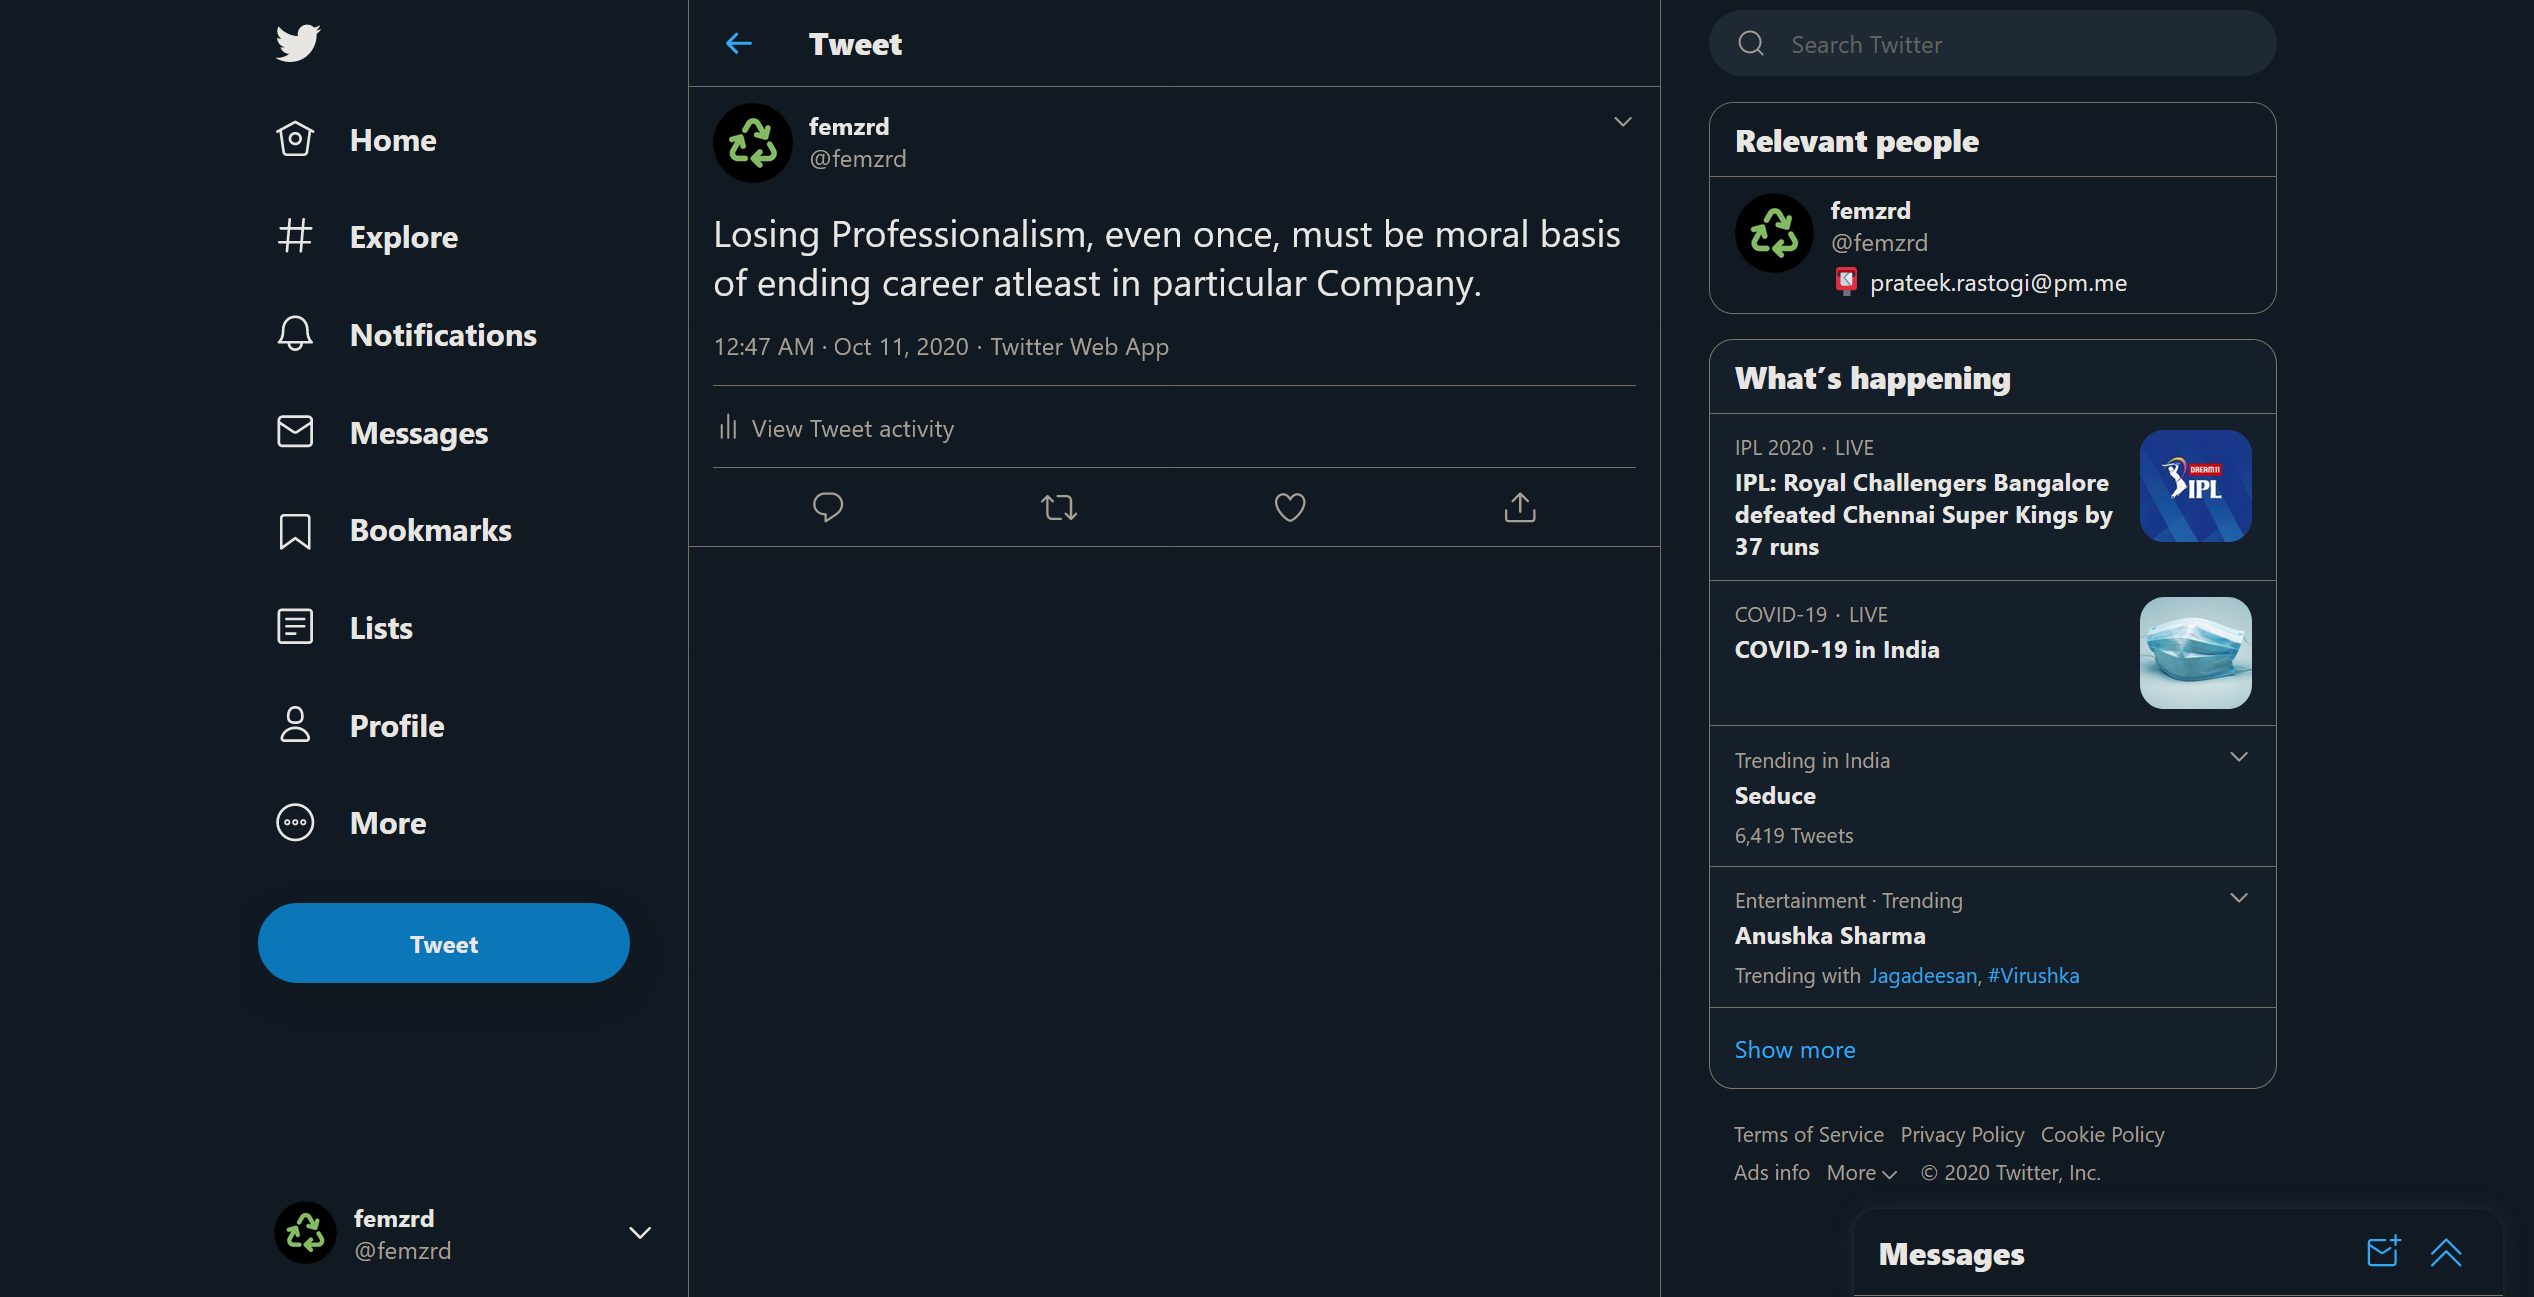 Home
Explore
Notifications
Messages
Bookmarks
Lists
Profile
More
Tweet
femzrd
@femzrd
Tweet
femzrd
@femzrd
Losing Professionalism, even once, must be moral basis
of ending career atleast in particular Company.
12:47 AM · Oct 11, 2020 · Twitter Web App
View Tweet activity
Search Twitter
Relevant people
femzrd
@femzrd
prateek.rastogi@pm.me
What's happening
IPL 2020 · LIVE
IPL: Royal Challengers Bangalore
defeated Chennai Super Kings by
37 runs
DREAM11
IPL
COVID-19 · LIVE
COVID-19 in India
Trending in India
Seduce
6,419 Tweets
Entertainment · Trending
Anushka Sharma
Trending with Jagadeesan, #Virushka
Show more
Terms of Service Privacy Policy Cookie Policy
Ads info More © 2020 Twitter, Inc.
Messages